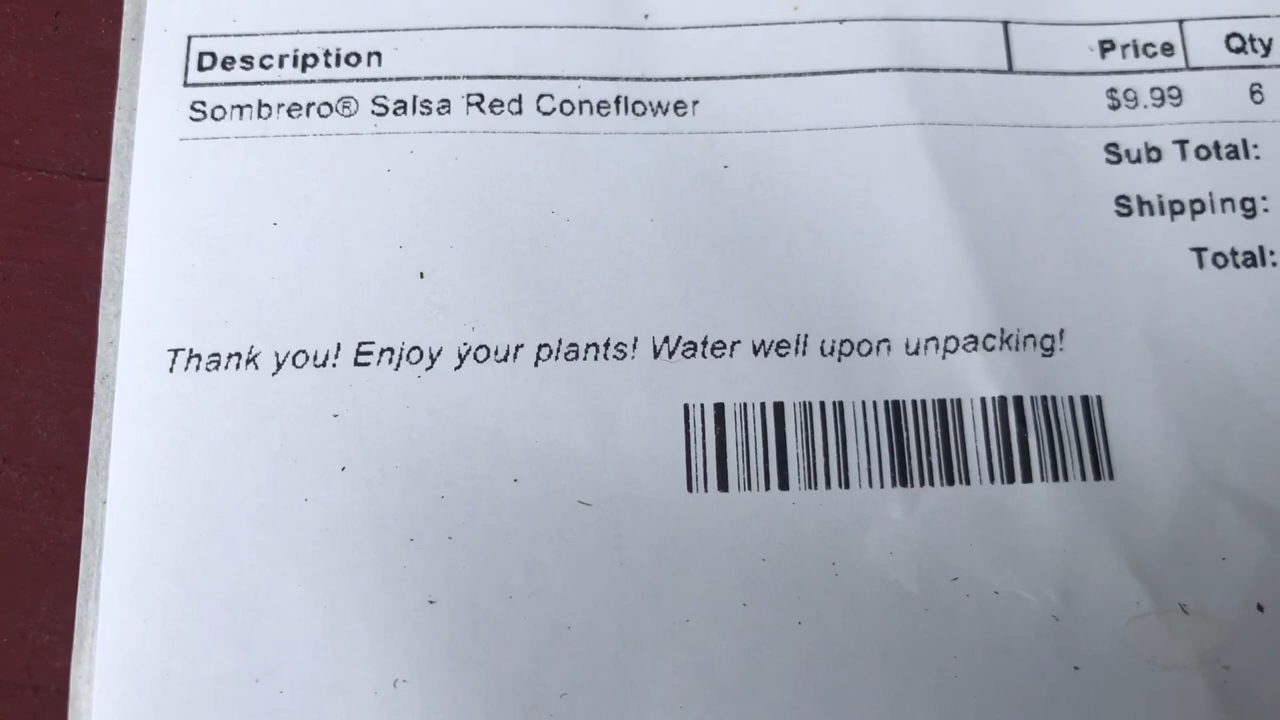 Description Price Qty
Sombrero® Salsa Red Coneflower $9.99 6
Sub Total:
Shipping:
Total:
Thank you! Enjoy your plants! Water well upon unpacking!